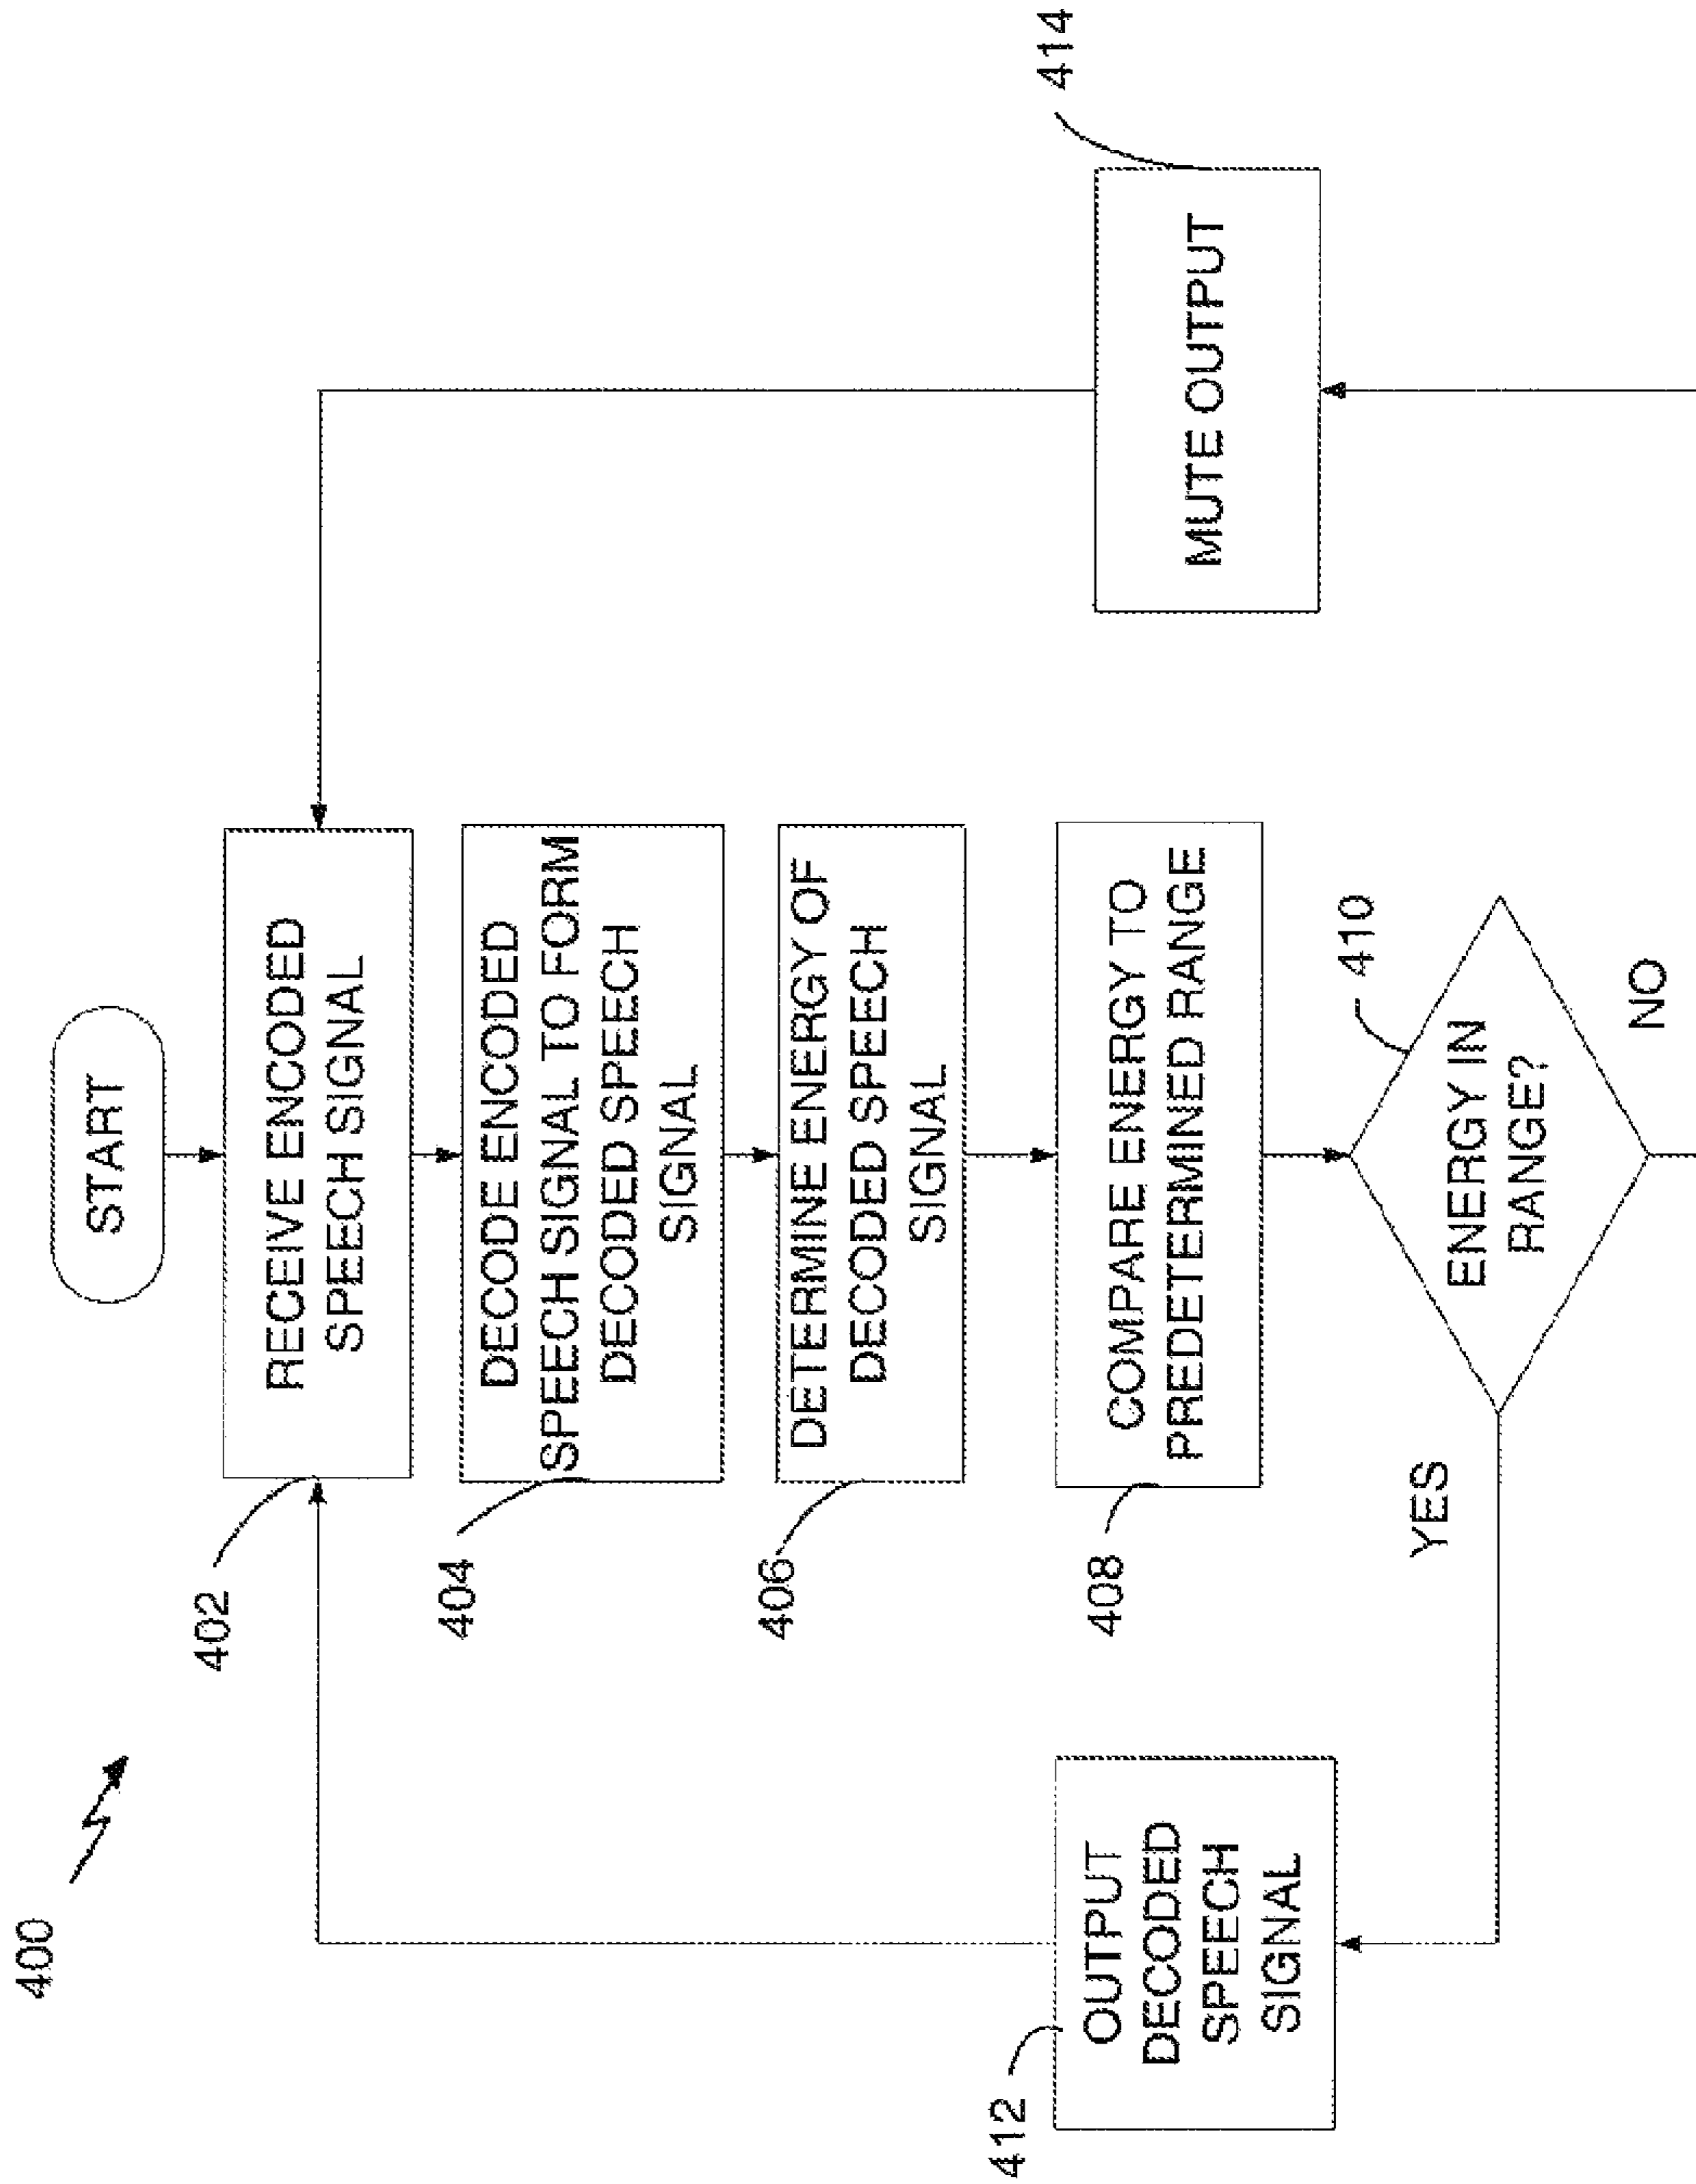 400
START
402
RECEIVE ENCODED
SPEECH SIGNAL
404
DECODE ENCODED
SPEECH SIGNAL TO FORM
DECODED SPEECH
SIGNAL
406
DETERMINE ENERGY OF
DECODED SPEECH
SIGNAL
408
COMPARE ENERGY TO
PREDETERMINED RANGE
410
ENERGY IN
RANGE?
YES
NO
412
OUTPUT
DECODED
SPEECH
SIGNAL
414
MUTE OUTPUT